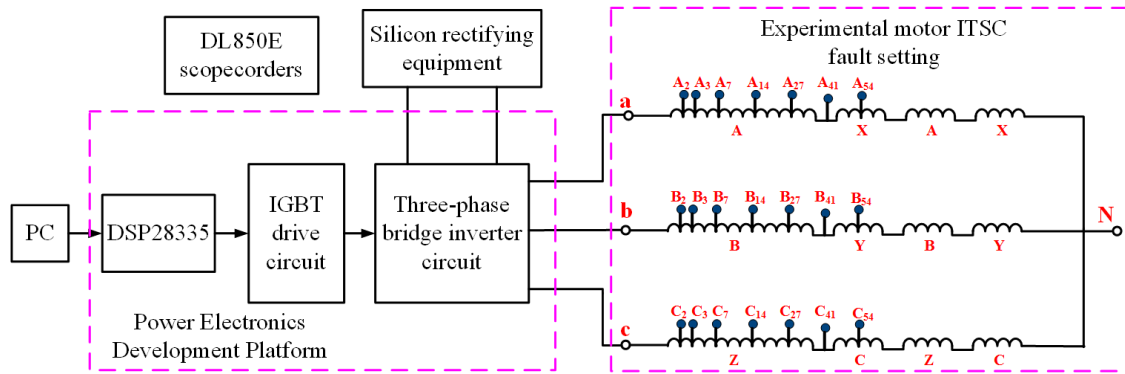 DL850E
scopecorders
Silicon rectifying
equipment
Experimental motor ITSC
fault setting
PC
DSP28335
IGBT
drive
circuit
Three-phase
bridge inverter
circuit
Power Electronics
Development Platform
a
A₂ A₃ A₇ A₁₄ A₂₇ A₄₁ A₅₄
A X A X
b
B₂ B₃ B₇ B₁₄ B₂₇ B₄₁ B₅₄
B Y B Y
N
c
C₂ C₃ C₇ C₁₄ C₂₇ C₄₁ C₅₄
Z C Z C